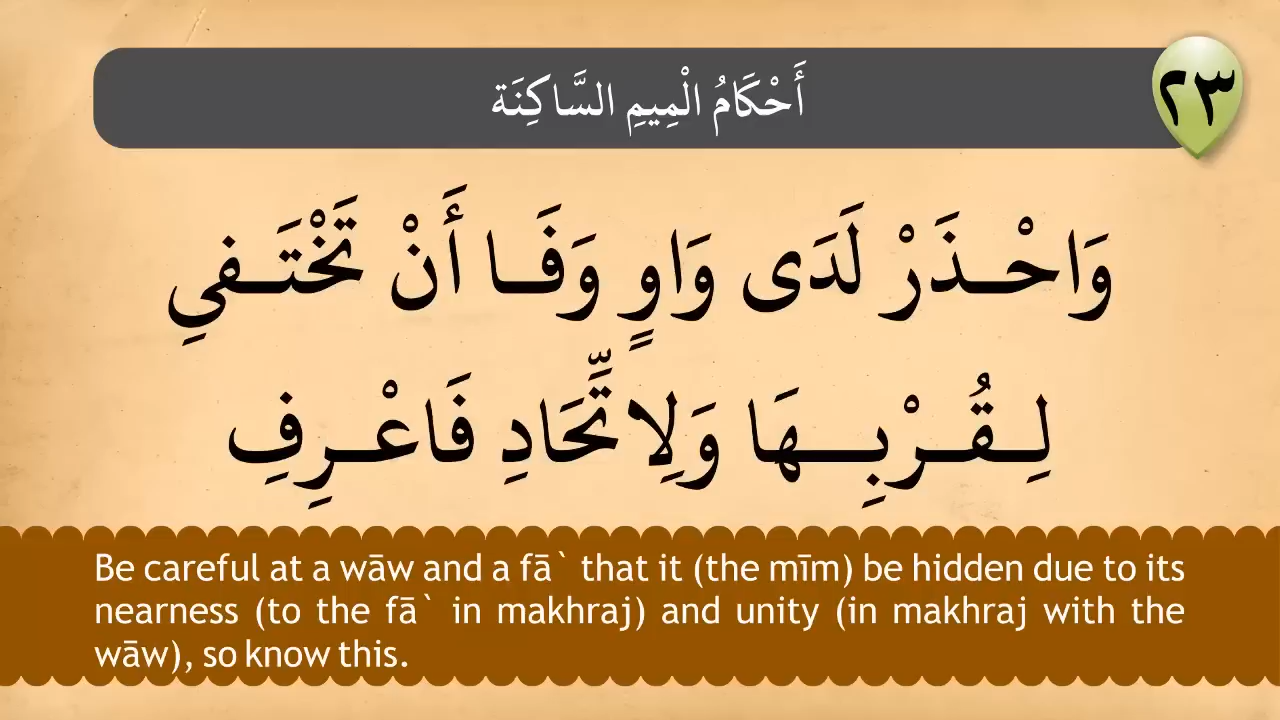 أَحْكَامُ الْمِيمِ السَّاكِنَة
٢٣
وَاحْـذَرْ لَدَى وَاوٍ وَفَـا أَنْ تَخْتَـفِي
لِـقُـرْبِـهَا وَلِاتِّحَادِ فَاعْـرِفِ
Be careful at a wāw and a fā` that it (the mīm) be hidden due to its
nearness (to the fā` in makhraj) and unity (in makhraj with the
wāw), so know this.